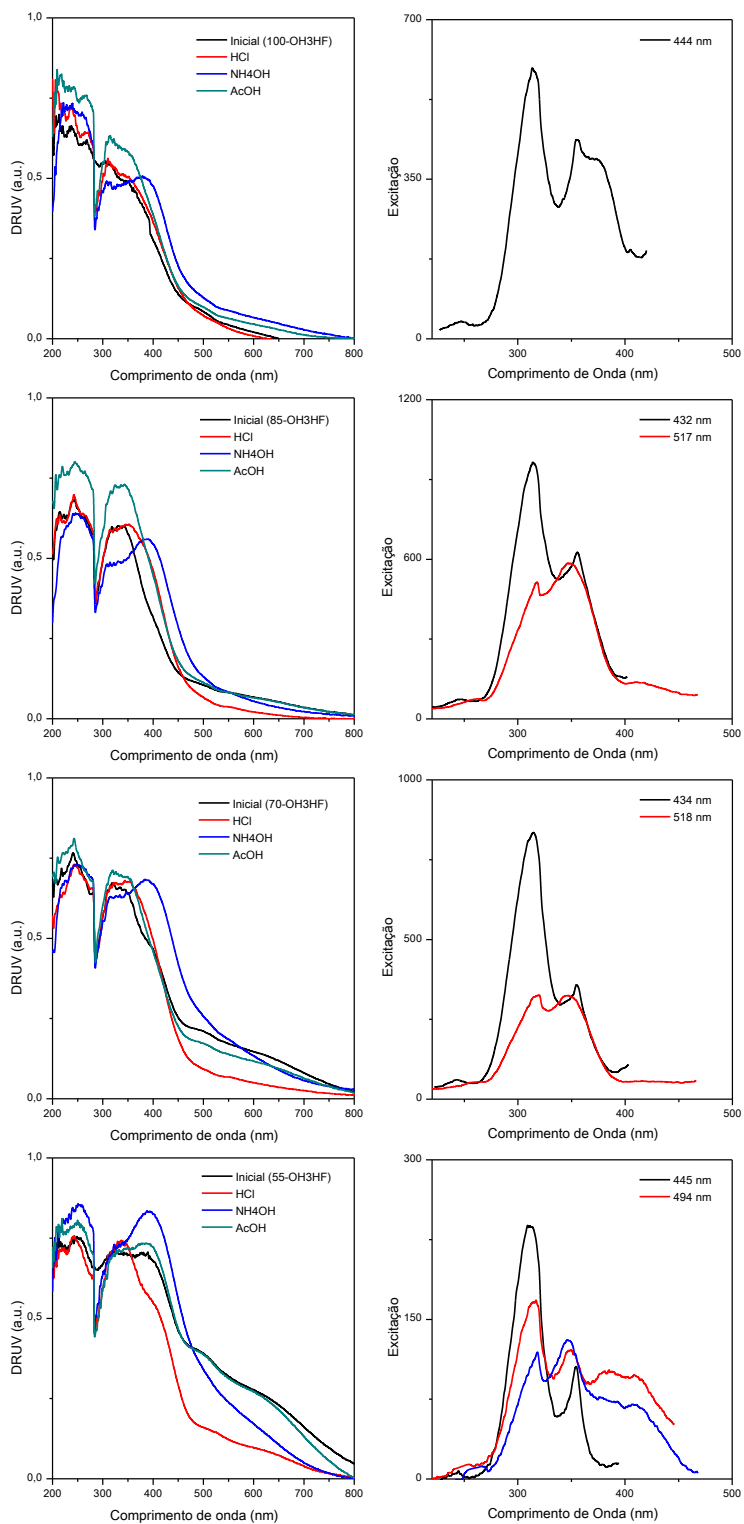 1,0
0,5
0,0
200 300 400 500 600 700 800
DRUV (a.u.)
Comprimento de onda (nm)
Inicial (100-OH3HF)
HCl
NH4OH
AcOH
700
350
0
300 400 500
Excitação
Comprimento de Onda (nm)
444 nm
1,0
0,5
0,0
200 300 400 500 600 700 800
DRUV (a.u.)
Comprimento de onda (nm)
Inicial (85-OH3HF)
HCl
NH4OH
AcOH
1200
600
0
300 400 500
Excitação
Comprimento de Onda (nm)
432 nm
517 nm
1,0
0,5
0,0
200 300 400 500 600 700 800
DRUV (a.u.)
Comprimento de onda (nm)
Inicial (70-OH3HF)
HCl
NH4OH
AcOH
1000
500
0
300 400 500
Excitação
Comprimento de Onda (nm)
434 nm
518 nm
1,0
0,5
0,0
200 300 400 500 600 700 800
DRUV (a.u.)
Comprimento de onda (nm)
Inicial (55-OH3HF)
HCl
NH4OH
AcOH
300
150
0
300 400 500
Excitação
Comprimento de Onda (nm)
445 nm
494 nm